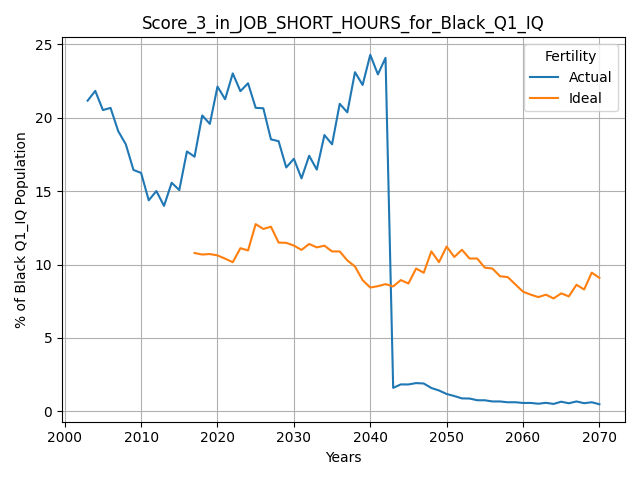 Score_3_in_JOB_SHORT_HOURS_for_Black_Q1_IQ
Fertility
Actual
Ideal
% of Black Q1_IQ Population
25
20
15
10
5
0
2000 2010 2020 2030 2040 2050 2060 2070
Years